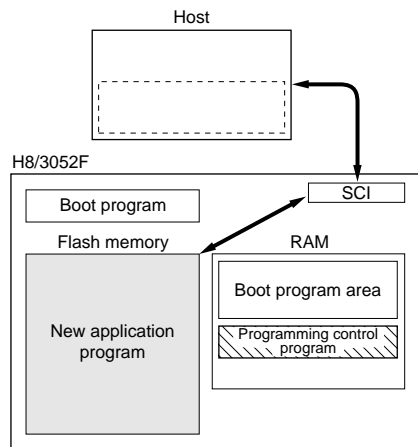 Host
H8/3052F
SCI
Boot program
Flash memory
RAM
New application
program
Boot program area
Programming control
program